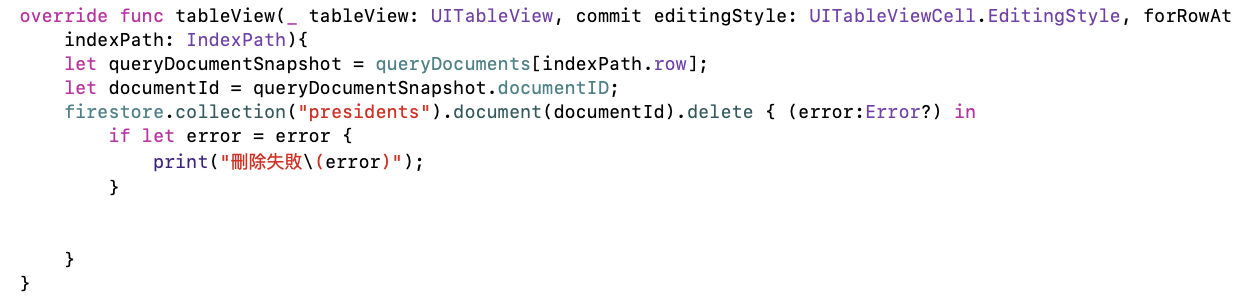 override func tableView(_ tableView: UITableView, commit editingStyle: UITableViewCell.EditingStyle, forRowAt
indexPath: IndexPath){
let queryDocumentSnapshot = queryDocuments[indexPath.row];
let documentId = queryDocumentSnapshot.documentID;
firestore.collection("presidents").document(documentId).delete { (error:Error?) in
if let error = error {
print("刪除失敗\(error)");
}
}
}